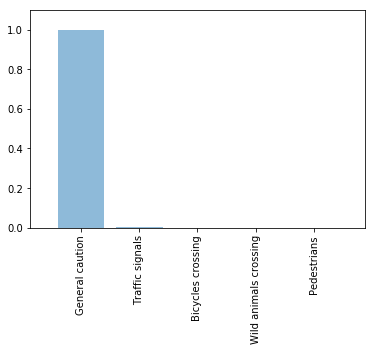 1.0
0.8
0.6
0.4
0.2
0.0
General caution
Traffic signals
Bicycles crossing
Wild animals crossing
Pedestrians